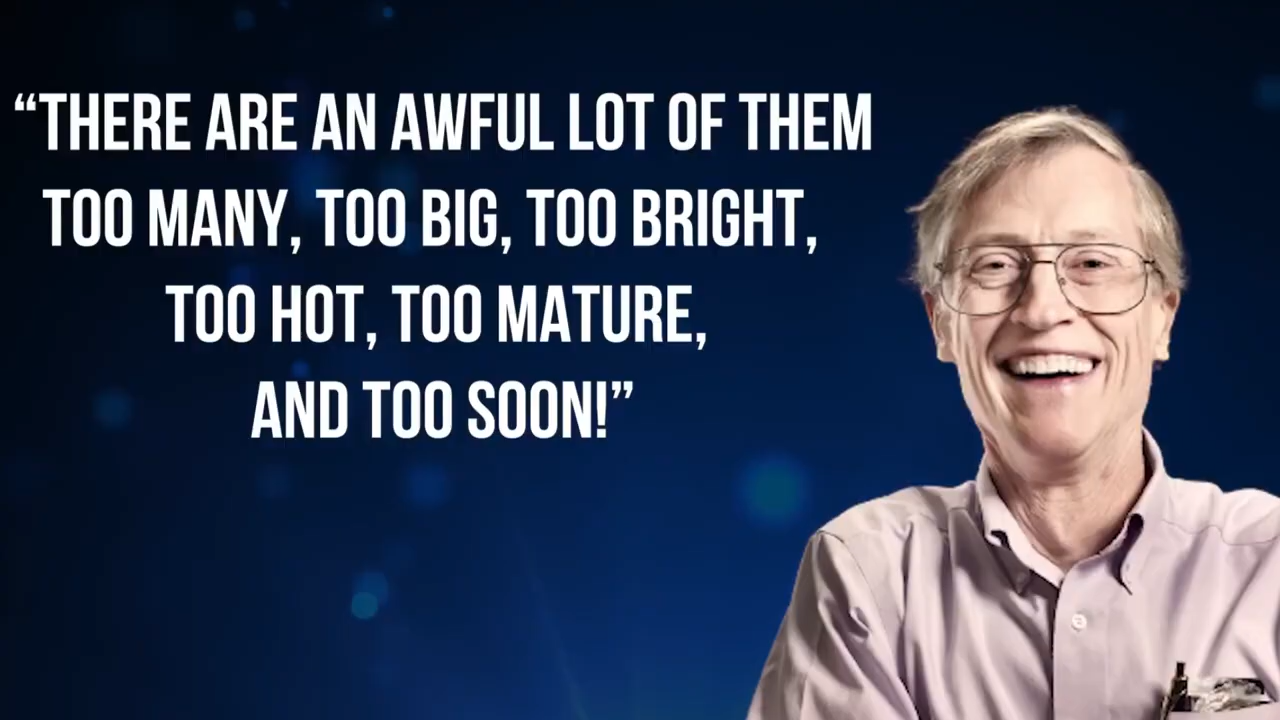 “THERE ARE AN AWFUL LOT OF THEM
TOO MANY, TOO BIG, TOO BRIGHT,
TOO HOT, TOO MATURE,
AND TOO SOON!”